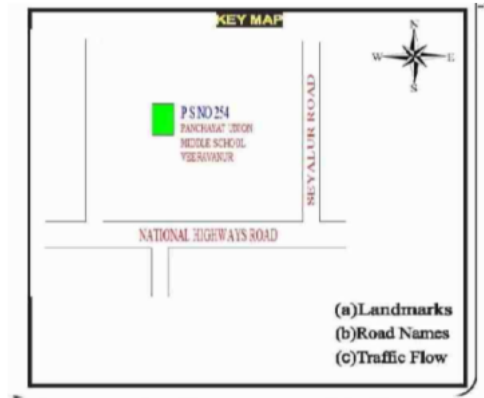 KEY MAP
N
W E
S
P S NO 254
PANCHAYAT UNION
MIDDLE SCHOOL
VEERAVANUR
SEYALUR ROAD
NATIONAL HIGHWAYS ROAD
(a)Landmarks
(b)Road Names
(c)Traffic Flow